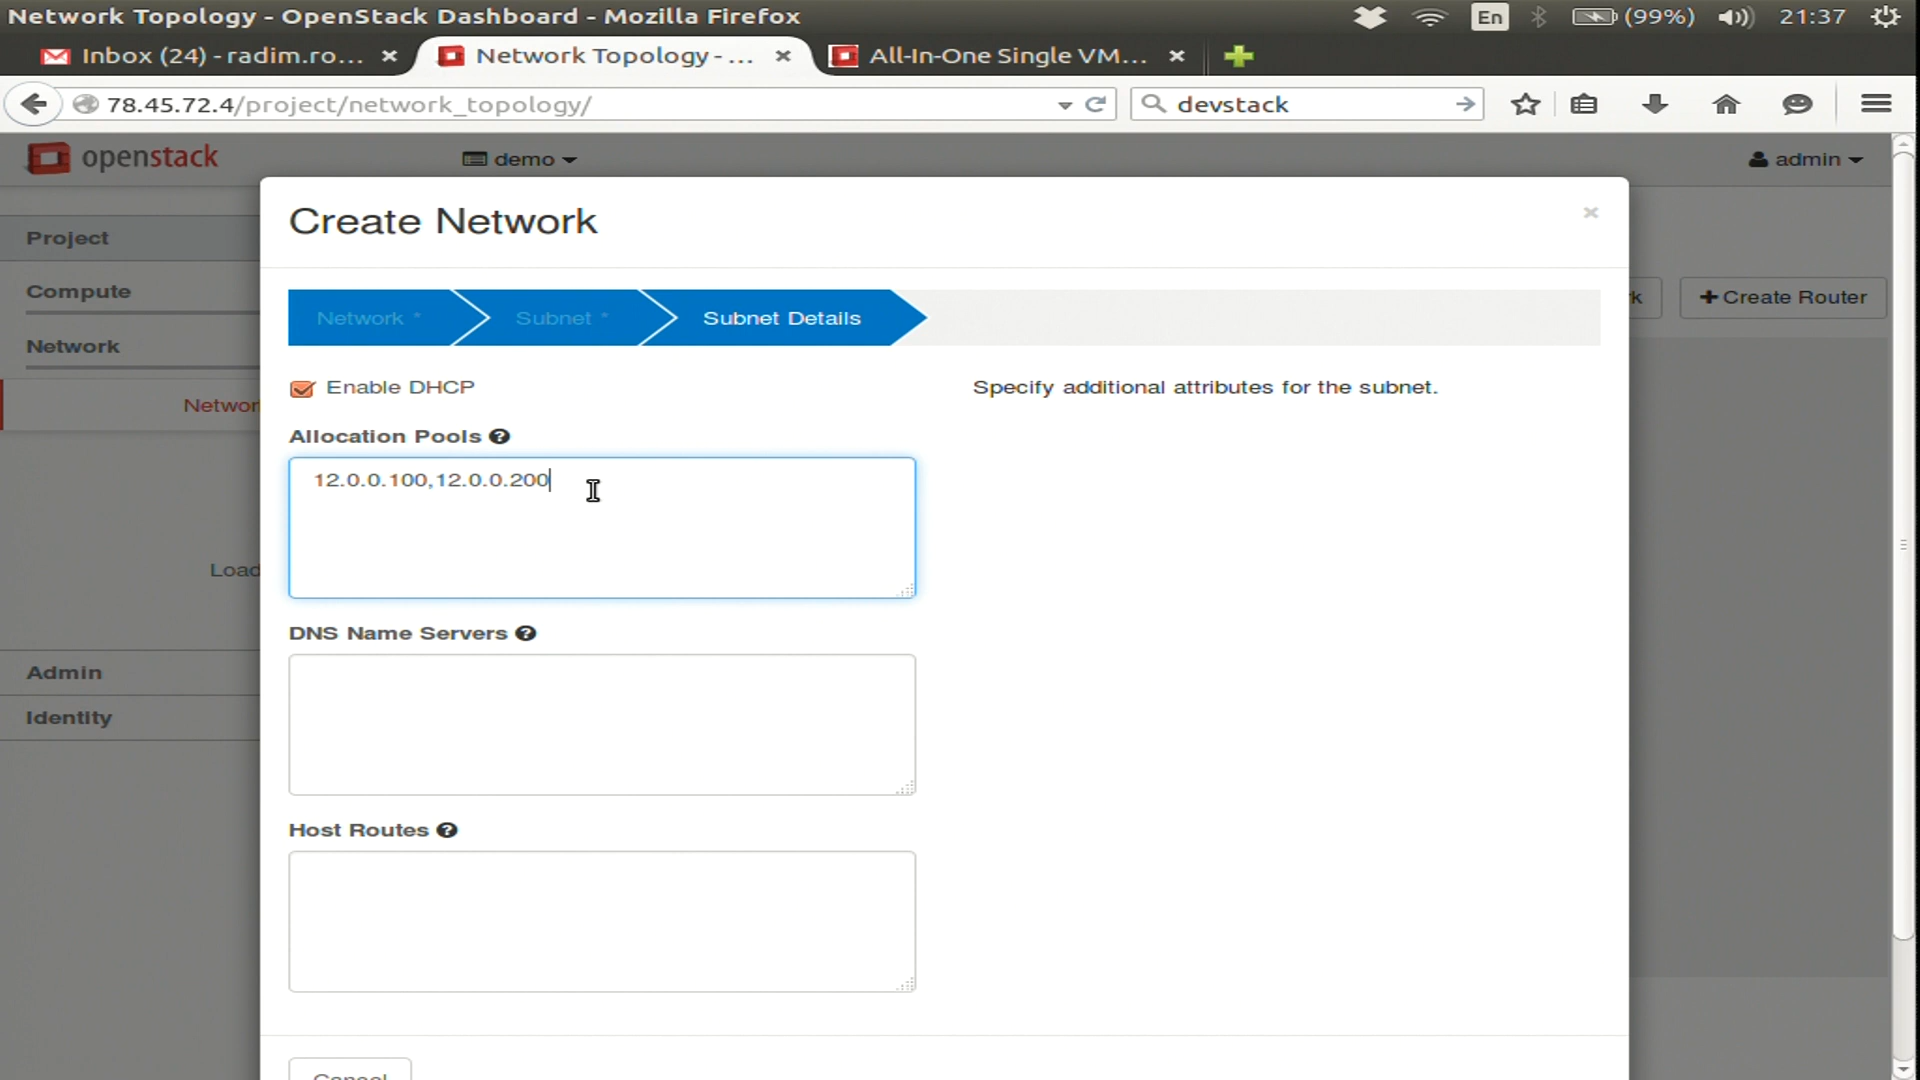 Network Topology - OpenStack Dashboard - Mozilla Firefox
En
(99%)
21:37
Inbox (24) - radim.ro...
Network Topology - ...
All-In-One Single VM...
78.45.72.4/project/network_topology/
devstack
openstack
demo
admin
Create Network
Project
Compute
Network
Network * Subnet * Subnet Details
k
Create Router
Enable DHCP
Specify additional attributes for the subnet.
Networ
Allocation Pools
12.0.0.100,12.0.0.200
Load
DNS Name Servers
Admin
Identity
Host Routes
Cancel